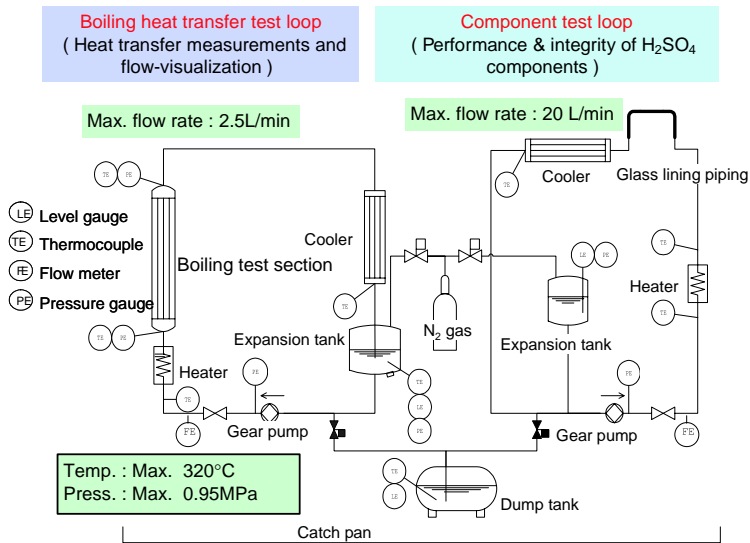 Boiling heat transfer test loop
( Heat transfer measurements and
flow-visualization )
Component test loop
( Performance & integrity of H₂SO₄
components )
Max. flow rate : 2.5L/min
Max. flow rate : 20 L/min
TE
PE
TE
Cooler
Glass lining piping
LE Level gauge
TE Thermocouple
FE Flow meter
PE Pressure gauge
Boiling test section
Cooler
TE
LE
PE
TE
Heater
TE
TE
PE
N₂ gas
Expansion tank
Expansion tank
Heater
PE
TE
LE
PE
PE
TE
FE
Gear pump
Gear pump
FE
Temp. : Max. 320°C
Press. : Max. 0.95MPa
TE
LE
Dump tank
Catch pan